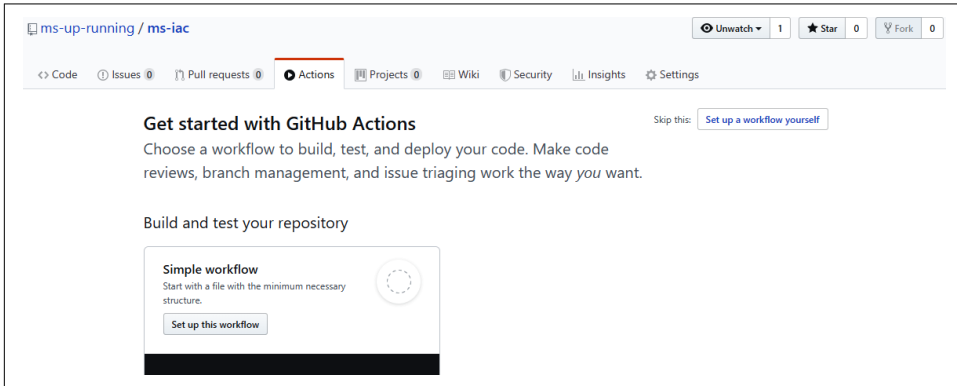 ms-up-running / ms-iac Unwatch 1 Star 0 Fork 0
Code Issues 0 Pull requests 0 Actions Projects 0 Wiki Security Insights Settings
Get started with GitHub Actions Skip this: Set up a workflow yourself
Choose a workflow to build, test, and deploy your code. Make code
reviews, branch management, and issue triaging work the way you want.
Build and test your repository
Simple workflow
Start with a file with the minimum necessary
structure.
Set up this workflow